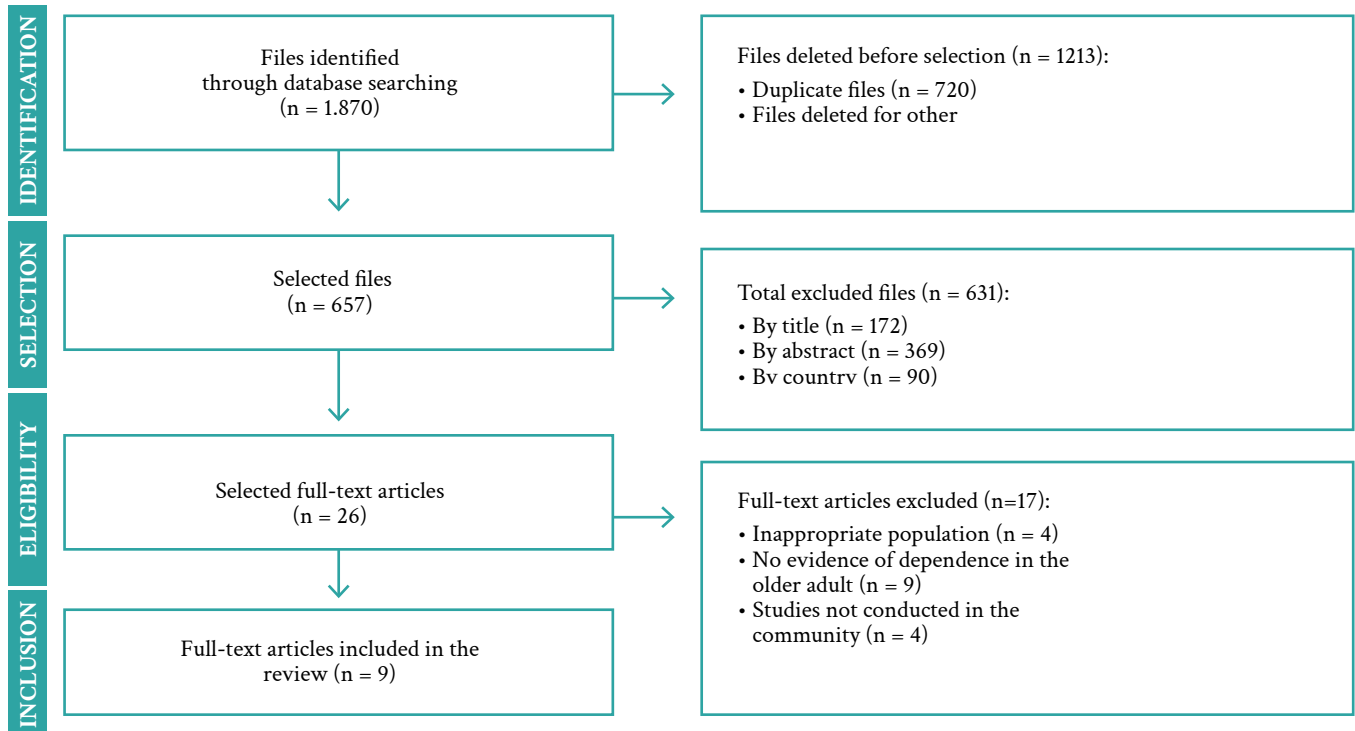 IDENTIFICATION
Files identified
through database searching
(n = 1.870)
Files deleted before selection (n = 1213):
• Duplicate files (n = 720)
• Files deleted for other
SELECTION
Selected files
(n = 657)
Total excluded files (n = 631):
• By title (n = 172)
• By abstract (n = 369)
• By country (n = 90)
ELIGIBILITY
Selected full-text articles
(n = 26)
Full-text articles excluded (n=17):
• Inappropriate population (n = 4)
• No evidence of dependence in the
older adult (n = 9)
• Studies not conducted in the
community (n = 4)
INCLUSION
Full-text articles included in the
review (n = 9)